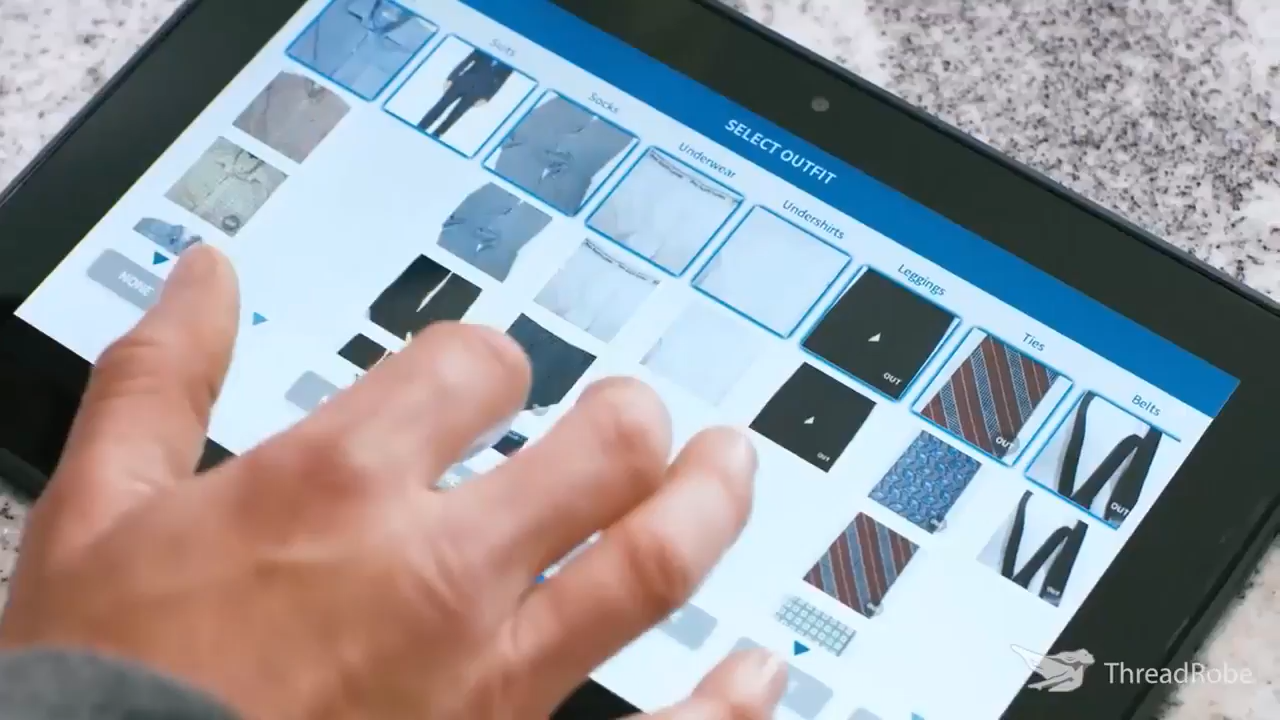 SELECT OUTFIT
Suits
Socks
Underwear
Undershirts
Leggings
Ties
Belts
OUT
OUT
OUT
OUT
OUT
NONE
ThreadRobe